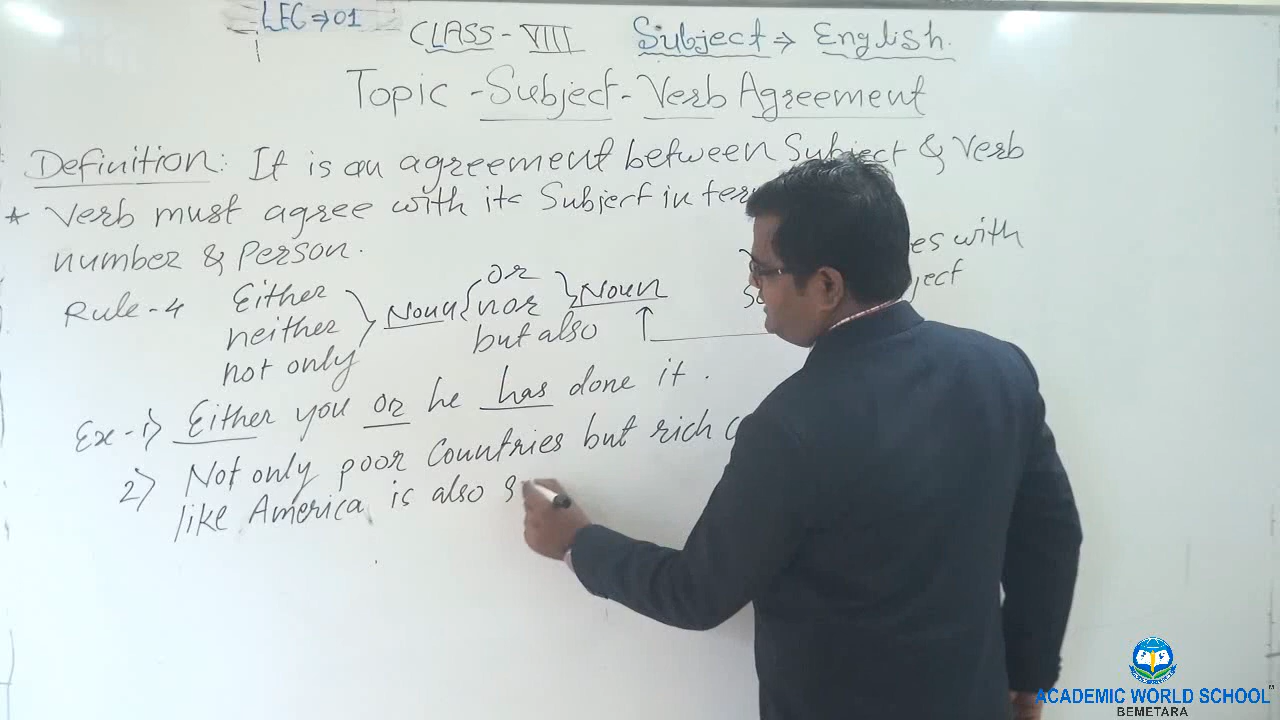 LEC ⇒ 01
CLASS - VIII Subject ⇒ English.
Topic - Subject - Verb Agreement
Definition: It is an agreement between Subject & Verb
* Verb must agree with its Subject in
number & Person.
with
Rule - 4 Either or
neither Noun nor Noun
not only but also
Ex - 1) Either you or he has done it.
2) Not only poor Countries but rich
like America is also
ACADEMIC WORLD SCHOOL
BEMETARA